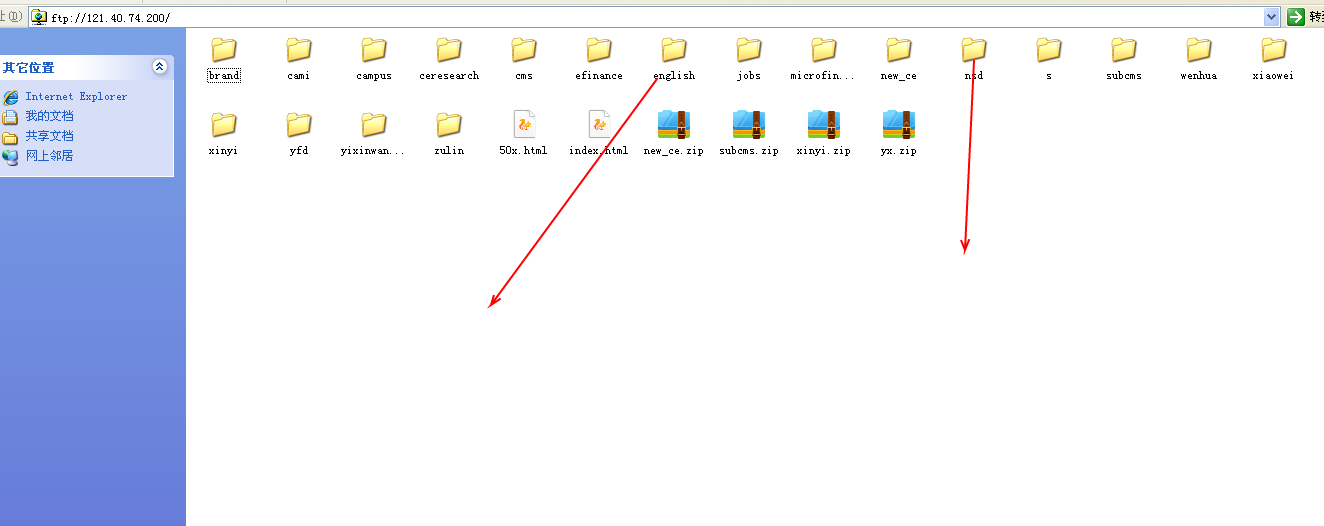 址(D) ftp://121.40.74.200/ 转到
其它位置
Internet Explorer
我的文档
共享文档
网上邻居
brand cami campus ceresearch cms efinance english jobs microfin... new_ce nsd s subcms wenhua xiaowei
xinyi yfd yixinwan... zulin 50x.html index.html new_ce.zip subcms.zip xinyi.zip yx.zip